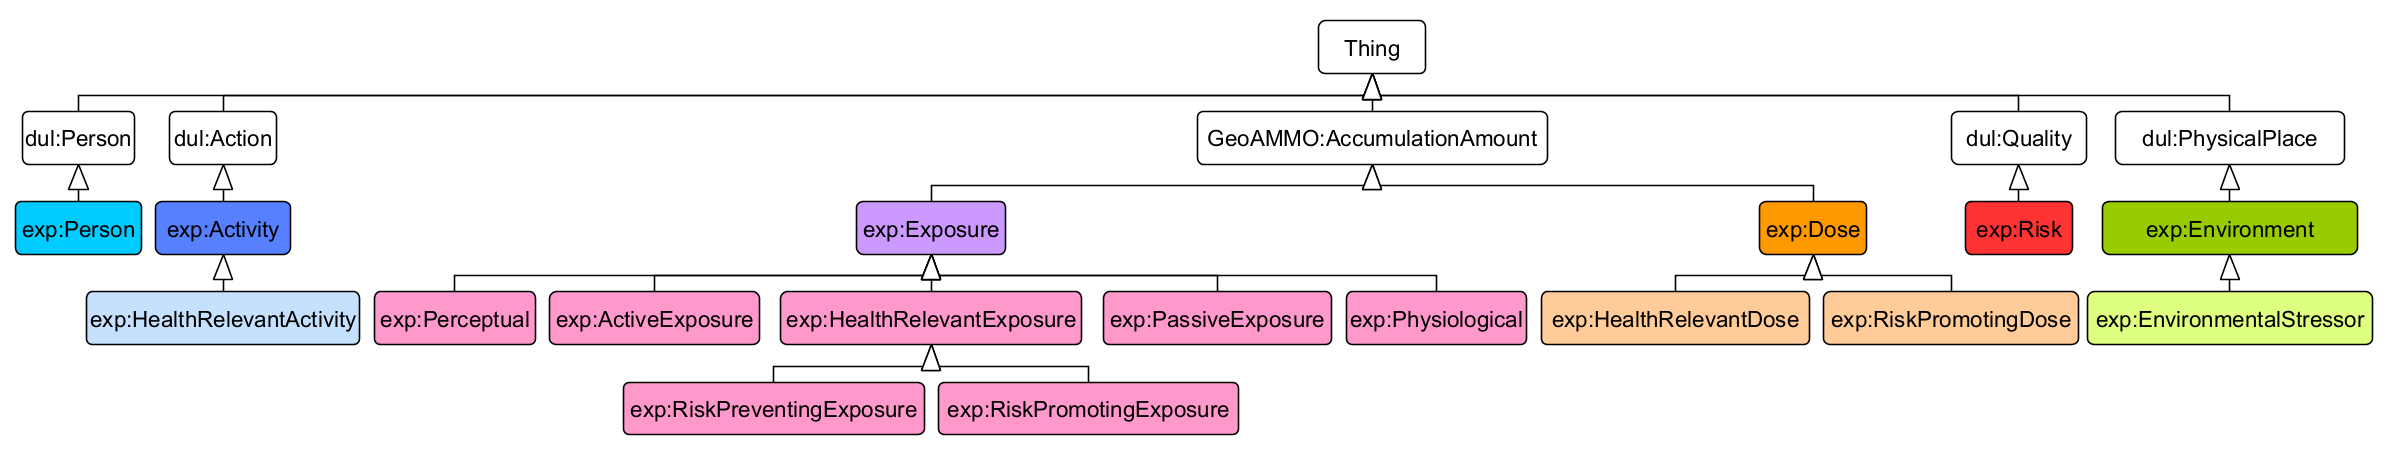 Thing
dul:Person
dul:Action
GeoAMMO:AccumulationAmount
dul:Quality
dul:PhysicalPlace
exp:Person
exp:Activity
exp:Exposure
exp:Dose
exp:Risk
exp:Environment
exp:HealthRelevantActivity
exp:Perceptual
exp:ActiveExposure
exp:HealthRelevantExposure
exp:PassiveExposure
exp:Physiological
exp:HealthRelevantDose
exp:RiskPromotingDose
exp:EnvironmentalStressor
exp:RiskPreventingExposure
exp:RiskPromotingExposure